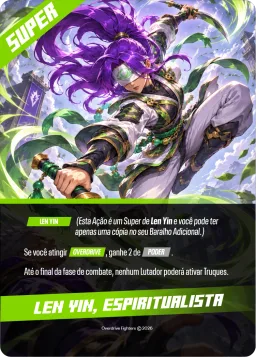 SUPER
LEN YIN (Esta Ação é um Super de Len Yin e você pode ter
apenas uma cópia no seu Baralho Adicional.)
Se você atingir OVERDRIVE, ganhe 2 de PODER.
Até o final da fase de combate, nenhum Lutador poderá ativar Truques.
LEN YIN, ESPIRITUALISTA
Overdrive Fighters © 2026